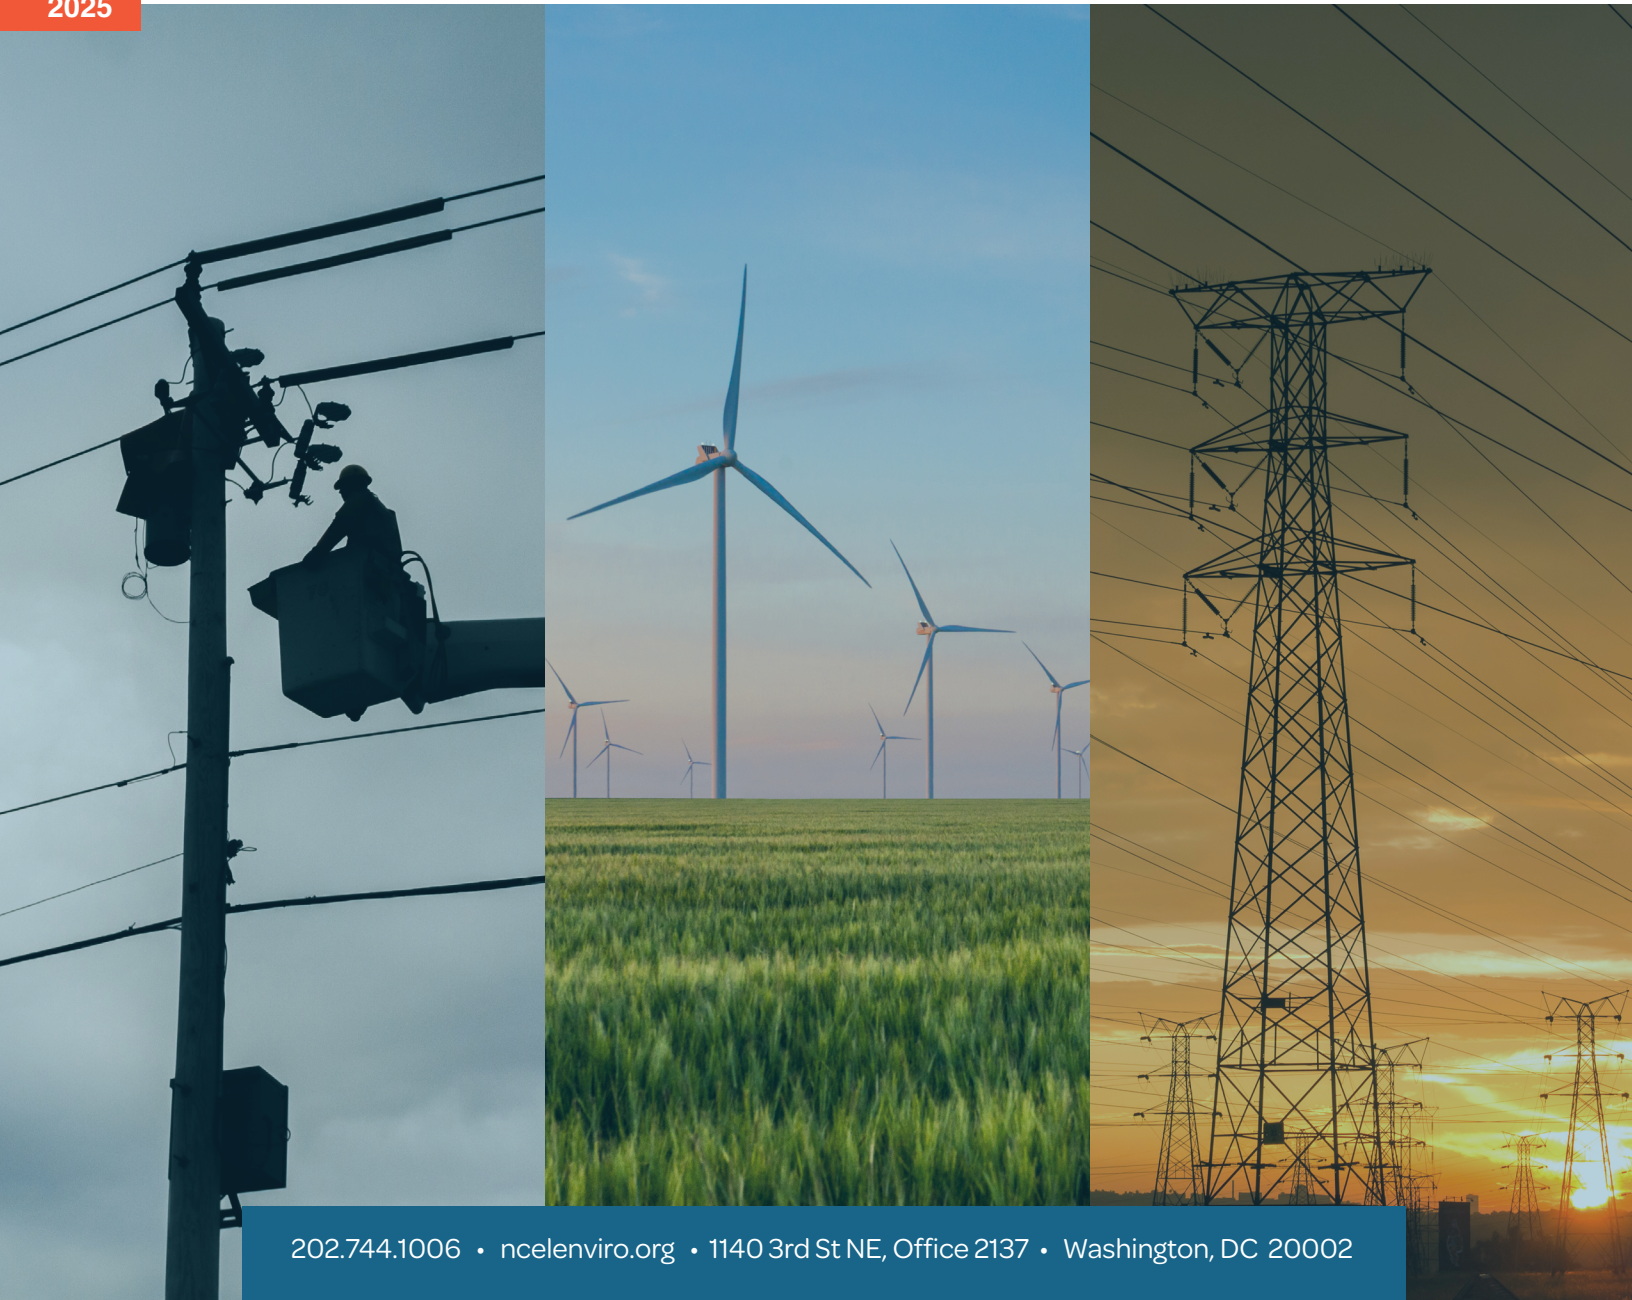 2025
202.744.1006 • ncelenviro.org • 1140 3rd St NE, Office 2137 • Washington, DC 20002